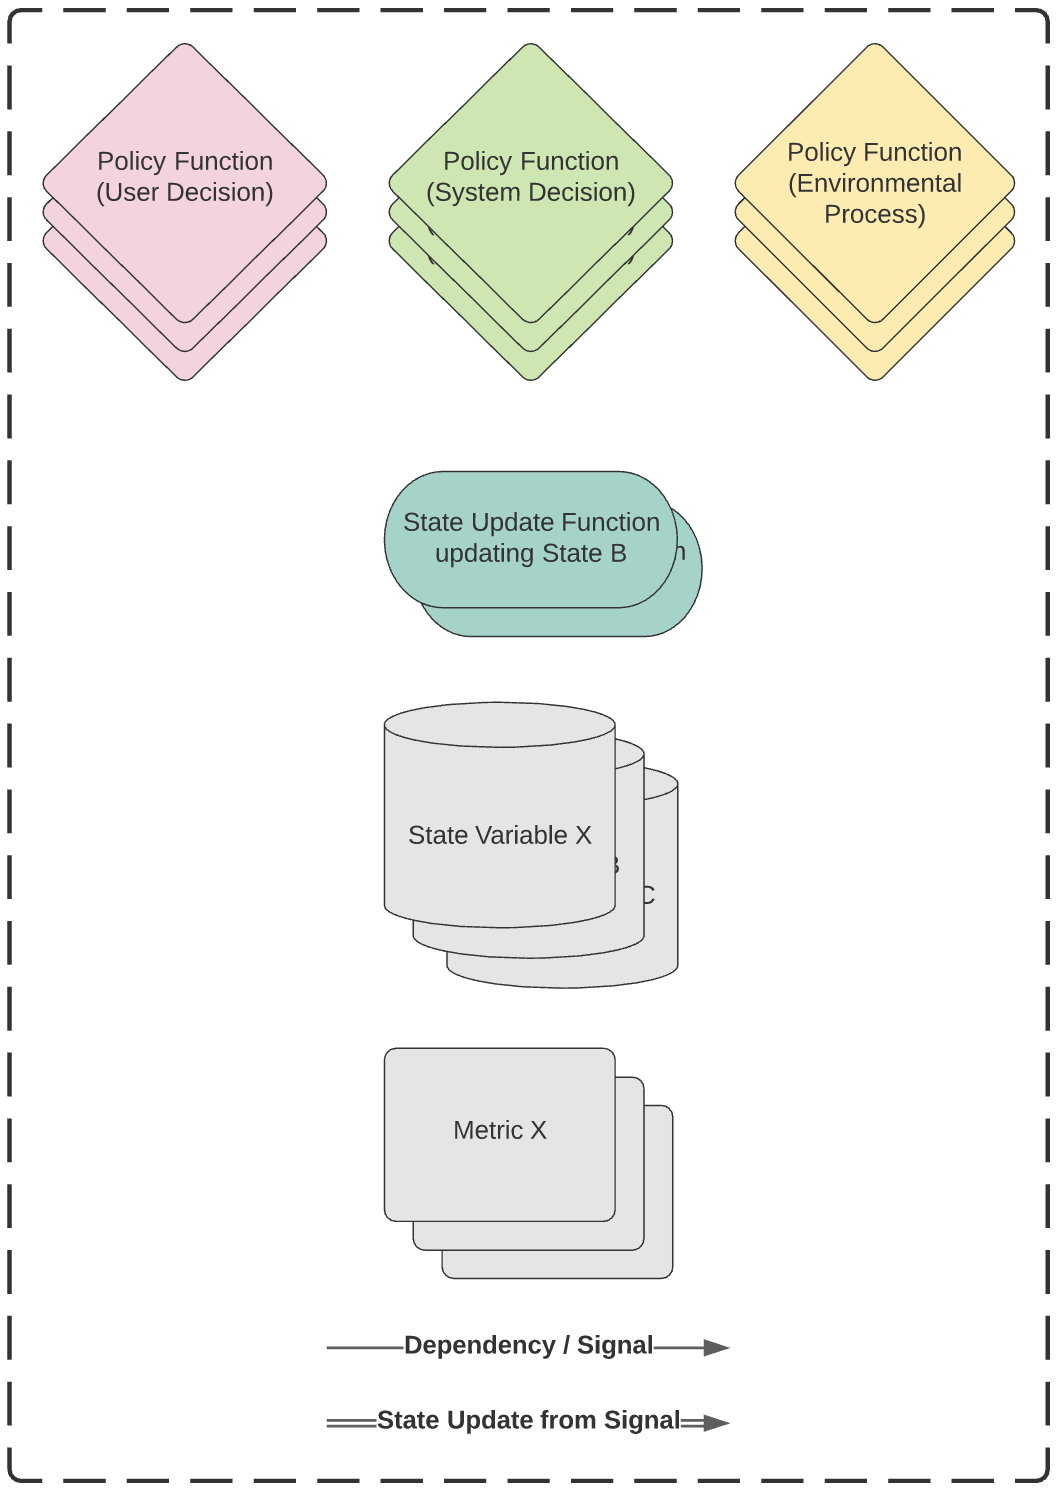 Policy Function
(User Decision)
Policy Function
(System Decision)
Policy Function
(Environmental
Process)
State Update Function
updating State B
State Variable X
B
C
Metric X
Dependency / Signal
State Update from Signal